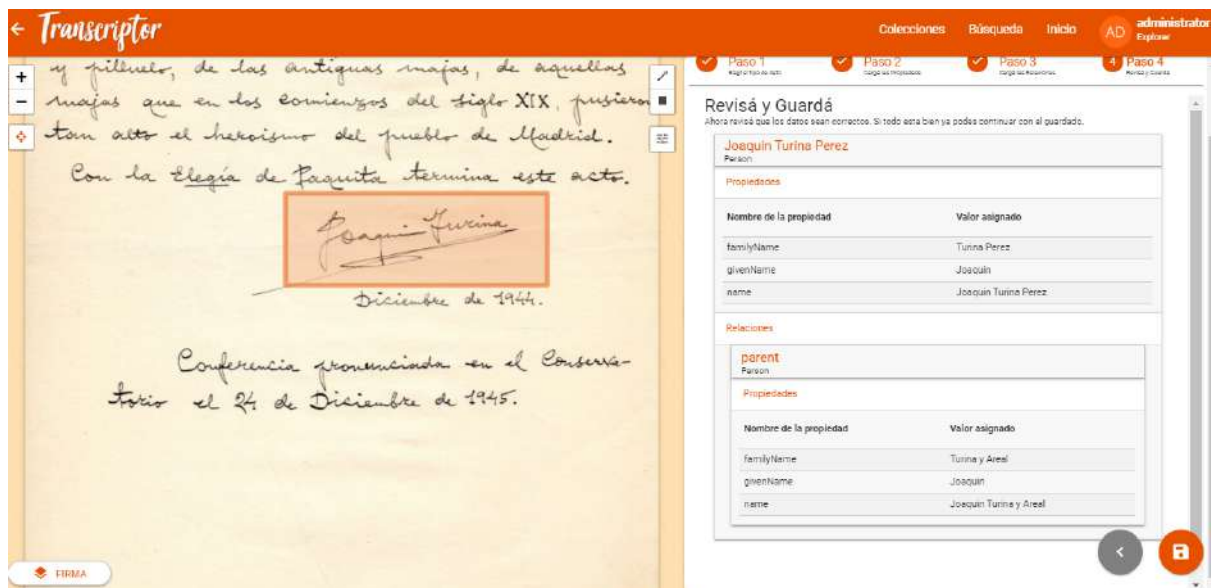 ← Transcriptor
Colecciones Búsqueda Inicio AD administrator
Explorar
y pilluelo, de las antiguas majas, de aquellas
majas que en los comienzos del siglo XIX, pusieron
tan alto el heroismo del pueblo de Madrid.
Con la Elegía de Paquita termina este acto.
Joaquin Turina
Diciembre de 1944.
Conferencia pronunciada en el Conserva-
torio el 24 de Diciembre de 1945.
FIRMA
Paso 1 Paso 2 Paso 3 4 Paso 4
Revisá y Guarda
Revisá y Guardá
Ahora revisá que los datos sean correctos. Si todo esta bien ya podes continuar con el guardado.
Joaquin Turina Perez
Person
Propiedades
Nombre de la propiedad Valor asignado
familyName Turina Perez
givenName Joaquin
name Joaquin Turina Perez
Relaciones
parent
Person
Propiedades
Nombre de la propiedad Valor asignado
familyName Turina y Areal
givenName Joaquin
name Joaquin Turina y Areal